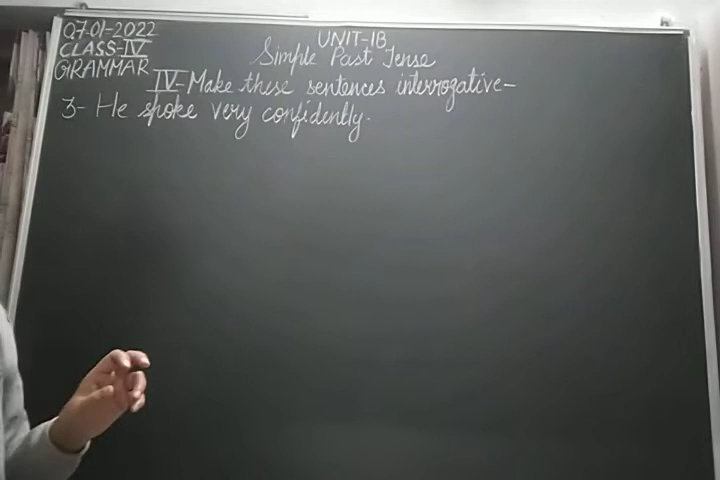 07-01-2022
UNIT-18
CLASS-IV
Simple Past Tense
GRAMMAR
IV-Make these sentences interrogative-
3- He spoke very confidently.